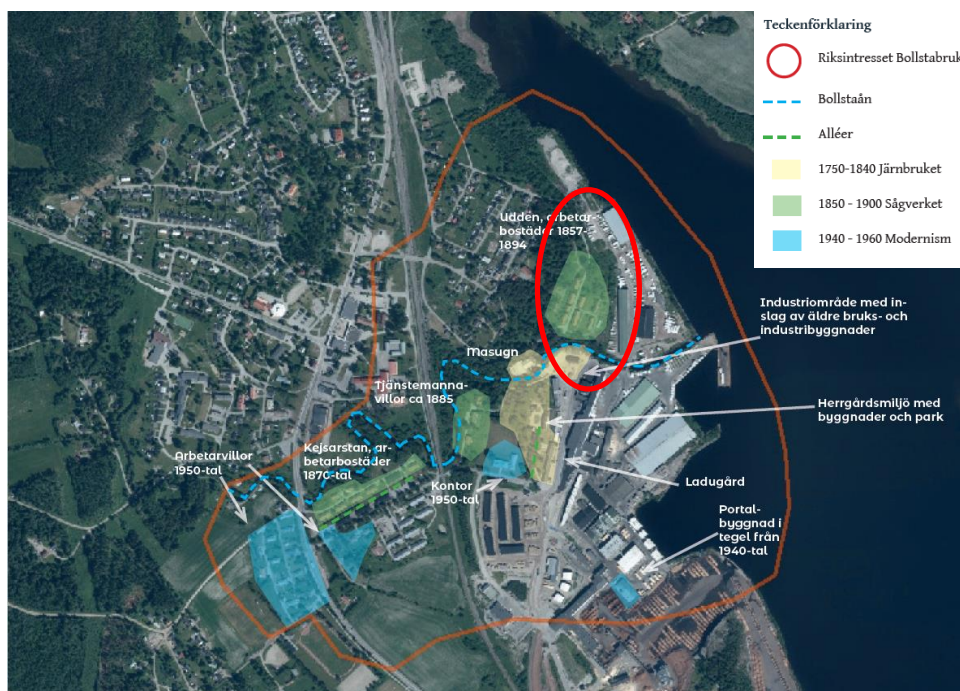 Teckenförklaring
Riksintresset Bollstabruk
Bollstaån
Alléer
1750-1840 Järnbruket
1850 - 1900 Sågverket
1940 - 1960 Modernism
Udden, arbetar-
bostäder 1857-
1894
Industriområde med in-
slag av äldre bruks- och
industribyggnader
Masugn
Tjänstemanna-
villor ca 1885
Herrgårdsmiljö med
byggnader och park
Kejsarstan, ar-
betarbostäder
1870-tal
Arbetarvillor
1950-tal
Kontor
1950-tal
Ladugård
Portal-
byggnad i
tegel från
1940-tal